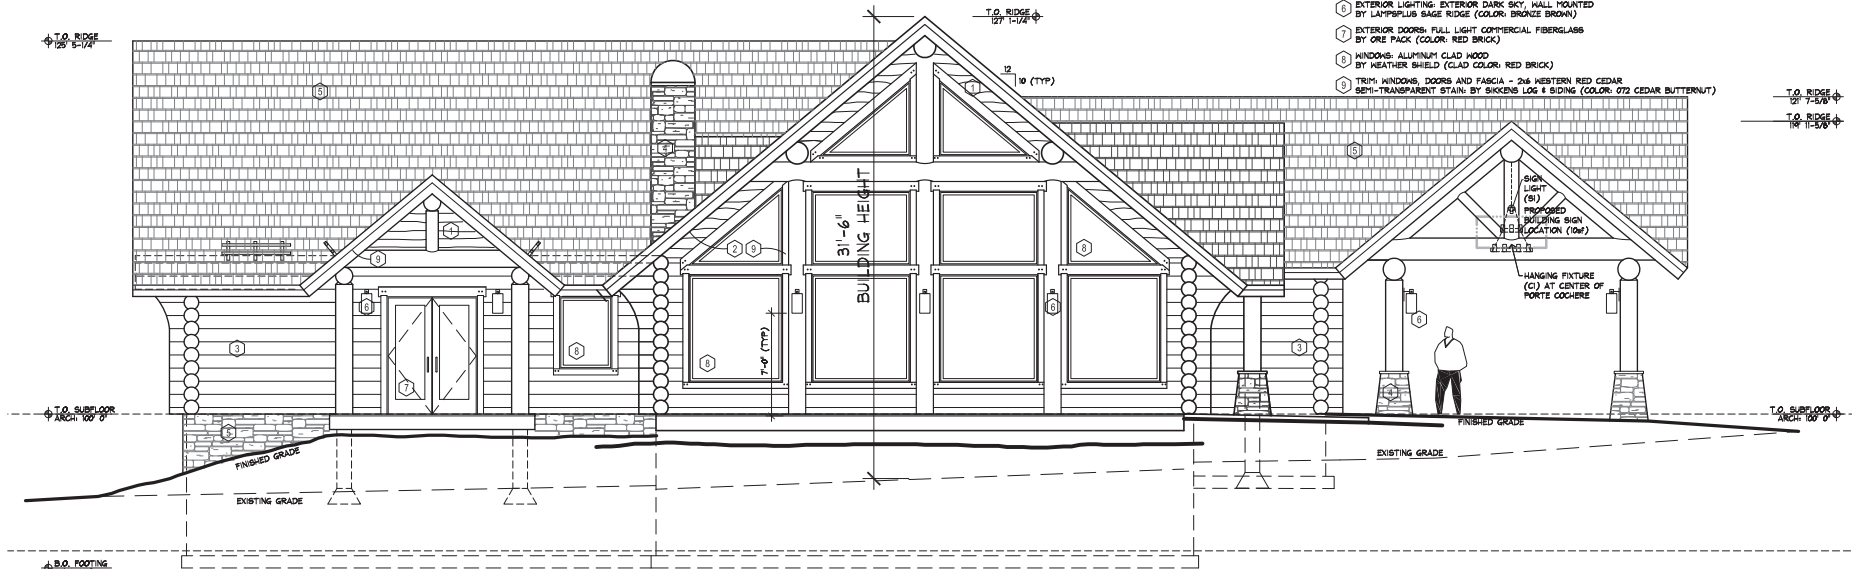 6 EXTERIOR LIGHTING: EXTERIOR DARK SKY, WALL MOUNTED
BY LAMPSPLUS SAGE RIDGE (COLOR: BRONZE BROWN)
7 EXTERIOR DOORS: FULL LIGHT COMMERCIAL FIBERGLASS
BY ORE PACK (COLOR: RED BRICK)
8 WINDOWS: ALUMINUM CLAD WOOD
BY WEATHER SHIELD (CLAD COLOR: RED BRICK)
9 TRIM: WINDOWS, DOORS AND FASCIA - 2x6 WESTERN RED CEDAR
SEMI-TRANSPARENT STAIN: BY SIKKENS LOG & SIDING (COLOR: 072 CEDAR BUTTERNUT)
T.O. RIDGE
127' 1-1/4"
T.O. RIDGE
125' 5-1/4"
12
10 (TYP)
1
5
T.O. RIDGE
121' 7-5/8"
T.O. RIDGE
119' 11-5/8"
4
5
SIGN
LIGHT
(S1)
PROPOSED
BUILDING SIGN
LOCATION (10sf)
1
2 9
8
9
31'-6"
BUILDING HEIGHT
HANGING FIXTURE
(C1) AT CENTER OF
PORTE COCHERE
6
6
6
3
8
8
7'-0" (TYP)
3
7
4
T.O. SUBFLOOR
ARCH: 100' 0"
T.O. SUBFLOOR
ARCH: 100' 0"
5
FINISHED GRADE
FINISHED GRADE
EXISTING GRADE
EXISTING GRADE
B.O. FOOTING